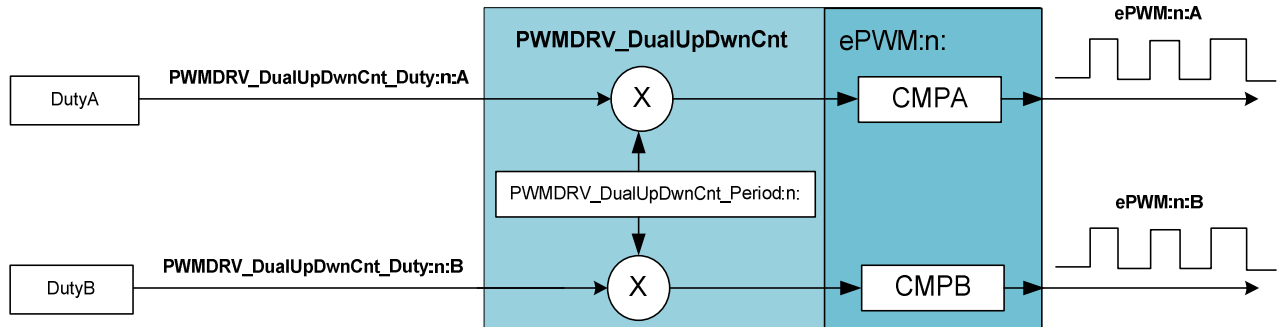 ePWM:n:A
PWMDRV_DualUpDwnCnt
ePWM:n:
PWMDRV_DualUpDwnCnt_Duty:n:A
DutyA
X
CMPA
PWMDRV_DualUpDwnCnt_Period:n:
ePWM:n:B
PWMDRV_DualUpDwnCnt_Duty:n:B
DutyB
X
CMPB